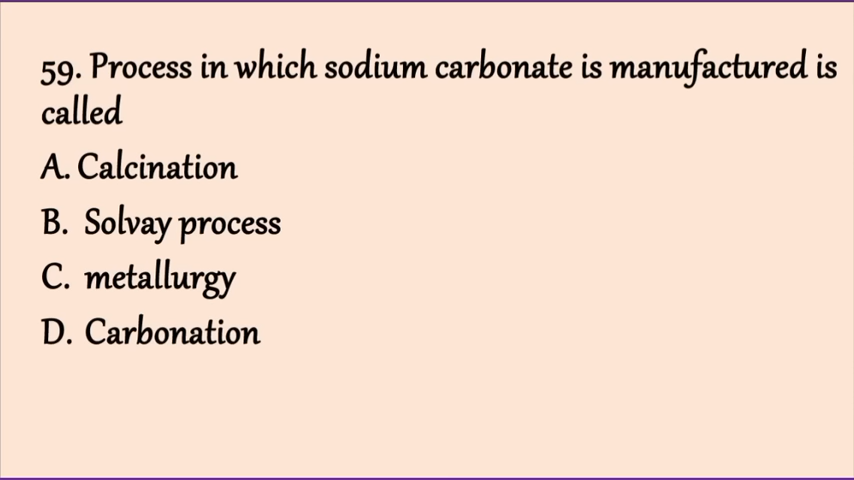 59. Process in which sodium carbonate is manufactured is
called
A. Calcination
B. Solvay process
C. metallurgy
D. Carbonation